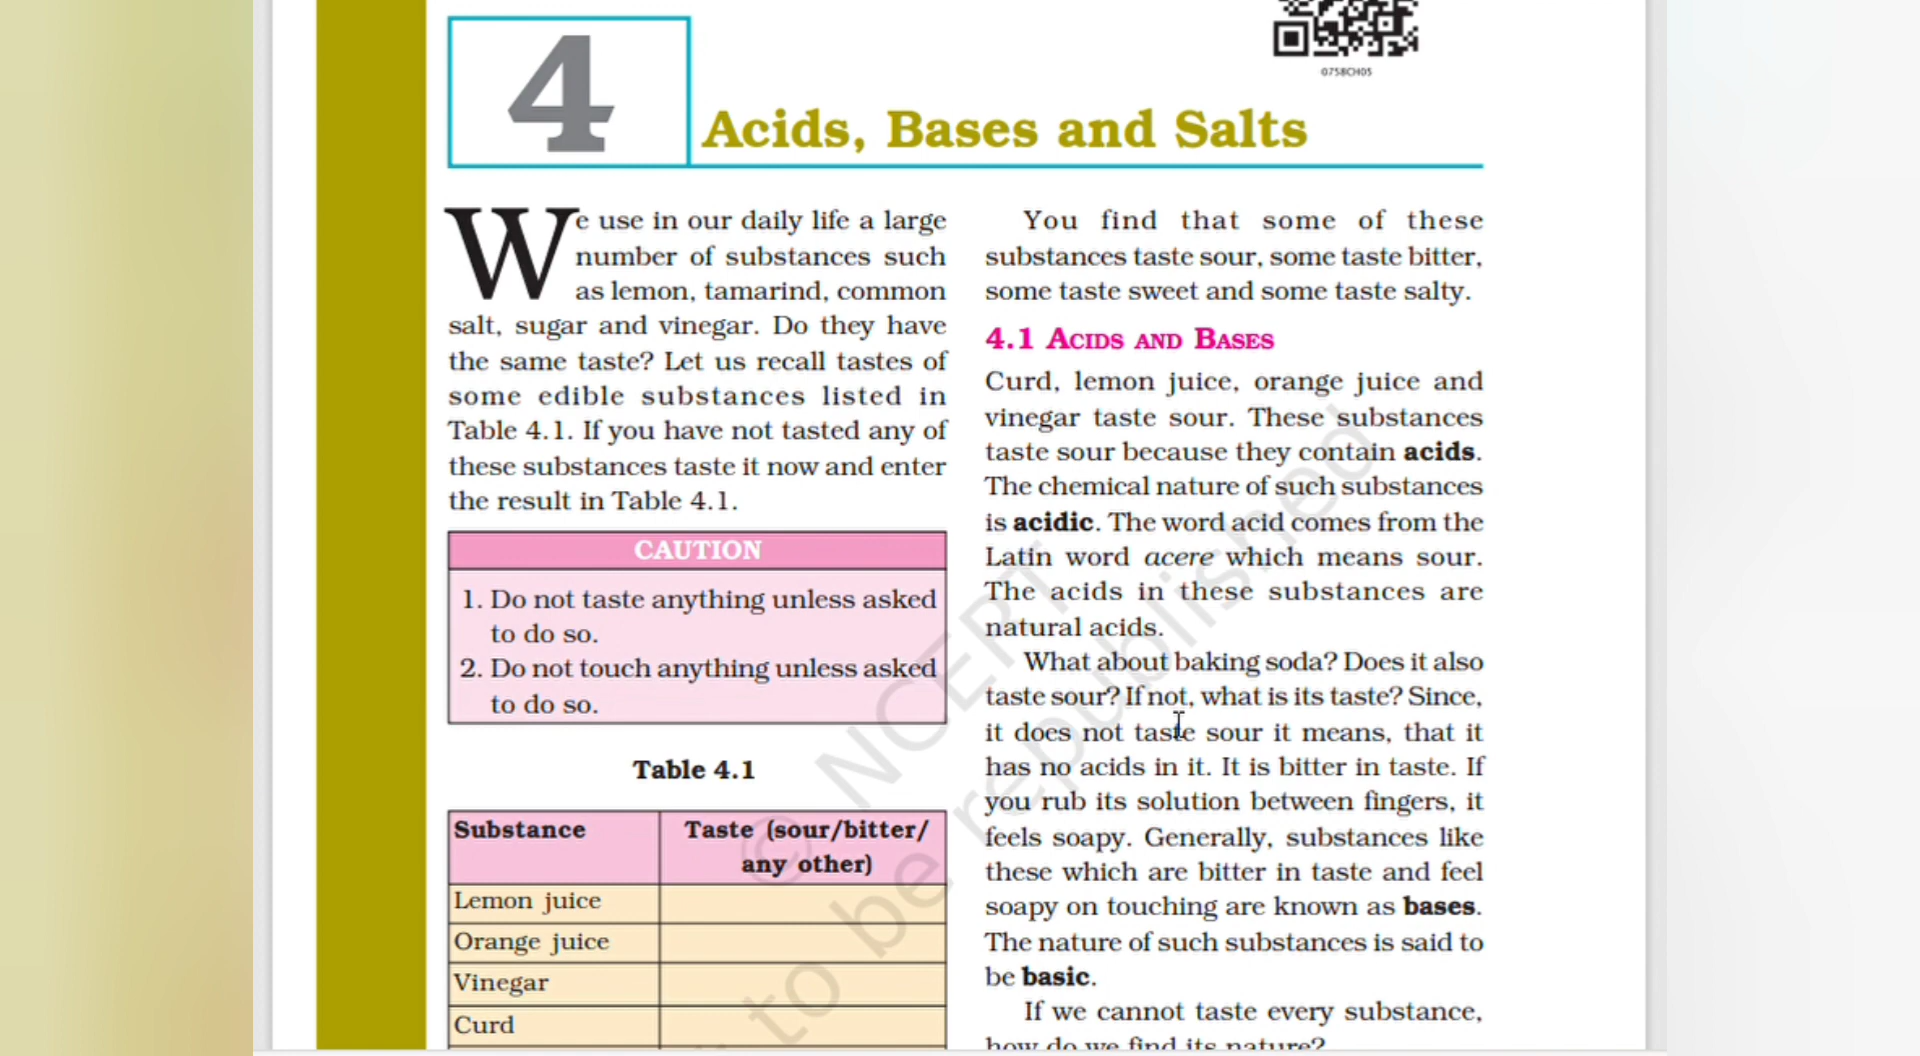 0758CH05
4
Acids, Bases and Salts
We use in our daily life a large
number of substances such
as lemon, tamarind, common
salt, sugar and vinegar. Do they have
the same taste? Let us recall tastes of
some edible substances listed in
Table 4.1. If you have not tasted any of
these substances taste it now and enter
the result in Table 4.1.
CAUTION
1. Do not taste anything unless asked
to do so.
2. Do not touch anything unless asked
to do so.
Table 4.1
Substance Taste (sour/bitter/
any other)
Lemon juice
Orange juice
Vinegar
Curd
You find that some of these
substances taste sour, some taste bitter,
some taste sweet and some taste salty.
4.1 Acids and Bases
Curd, lemon juice, orange juice and
vinegar taste sour. These substances
taste sour because they contain acids.
The chemical nature of such substances
is acidic. The word acid comes from the
Latin word acere which means sour.
The acids in these substances are
natural acids.
What about baking soda? Does it also
taste sour? If not, what is its taste? Since,
it does not taste sour it means, that it
has no acids in it. It is bitter in taste. If
you rub its solution between fingers, it
feels soapy. Generally, substances like
these which are bitter in taste and feel
soapy on touching are known as bases.
The nature of such substances is said to
be basic.
If we cannot taste every substance,
how do we find its nature?
© NCERT
to be republished